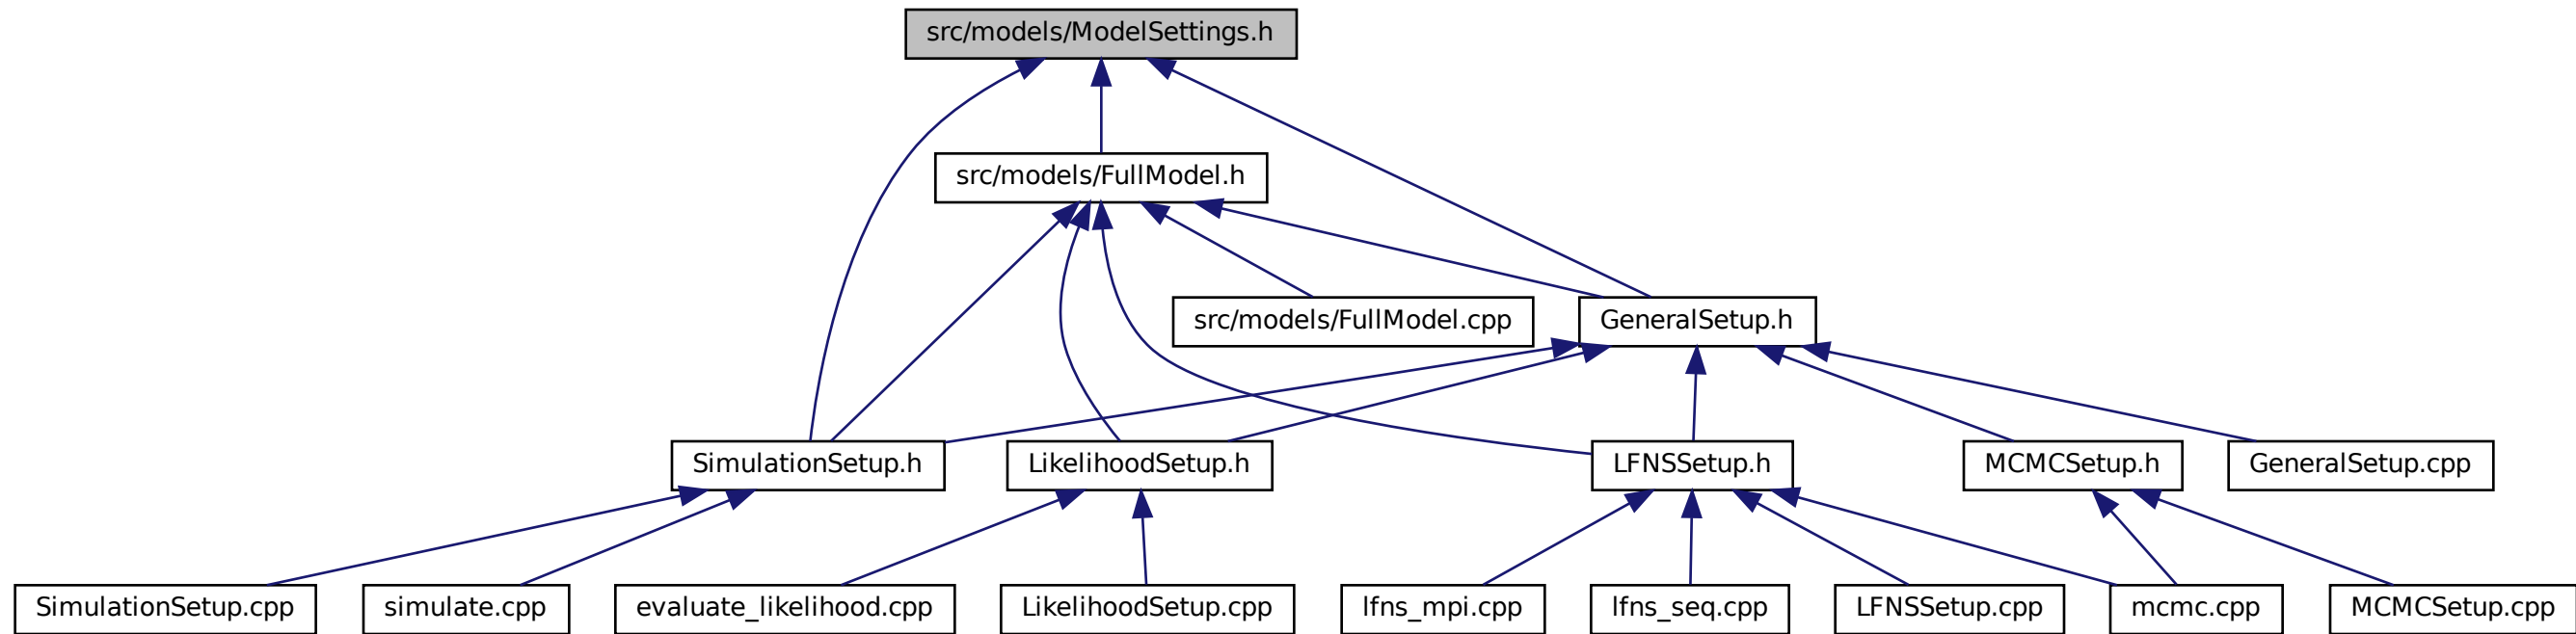 src/models/ModelSettings.h
src/models/FullModel.h
src/models/FullModel.cpp
GeneralSetup.h
SimulationSetup.h
LikelihoodSetup.h
LFNSSetup.h
MCMCSetup.h
GeneralSetup.cpp
SimulationSetup.cpp
simulate.cpp
evaluate_likelihood.cpp
LikelihoodSetup.cpp
lfns_mpi.cpp
lfns_seq.cpp
LFNSSetup.cpp
mcmc.cpp
MCMCSetup.cpp